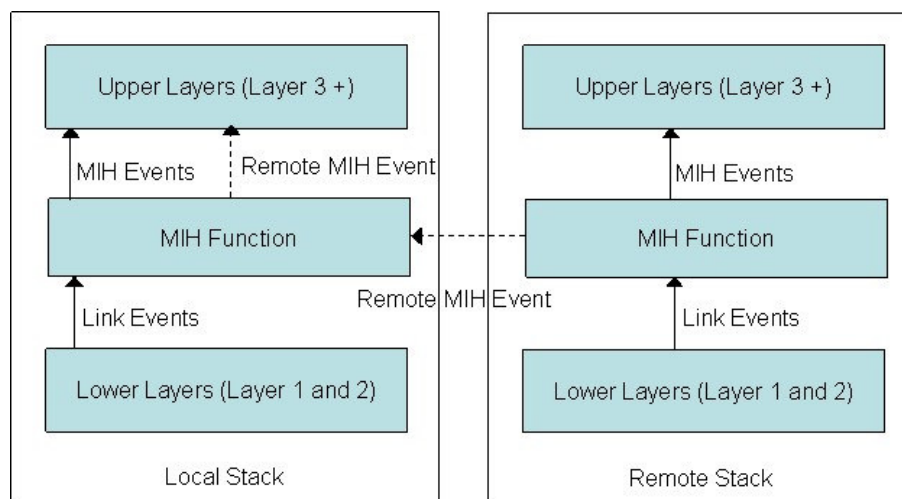 Upper Layers (Layer 3 +)
MIH Events
Remote MIH Event
MIH Function
Link Events
Lower Layers (Layer 1 and 2)
Local Stack
Remote MIH Event
Upper Layers (Layer 3 +)
MIH Events
MIH Function
Link Events
Lower Layers (Layer 1 and 2)
Remote Stack